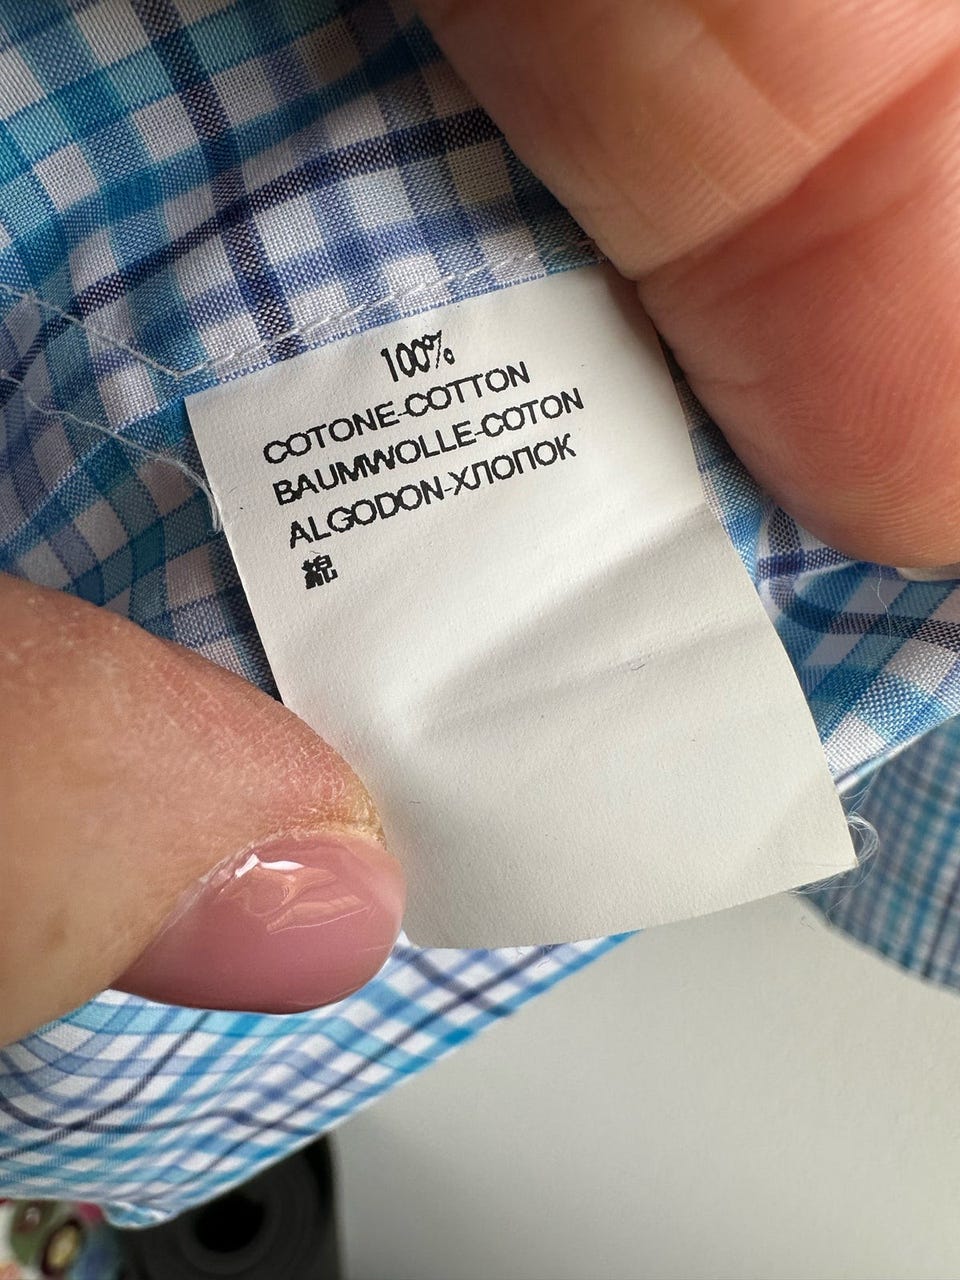 100%
COTONE-COTTON
BAUMWOLLE-COTON
ALGODON-ХЛОПОК
綿